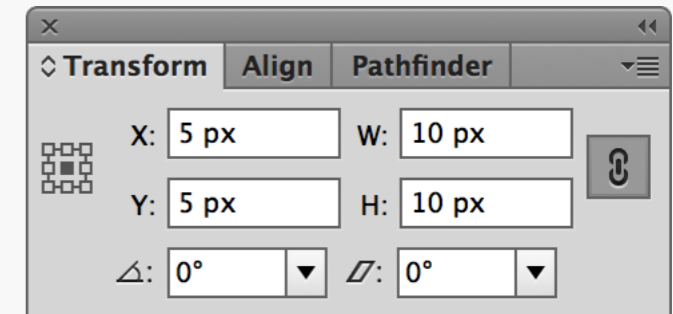 Transform Align Pathfinder
X: 5 px W: 10 px
Y: 5 px H: 10 px
: 0° : 0°